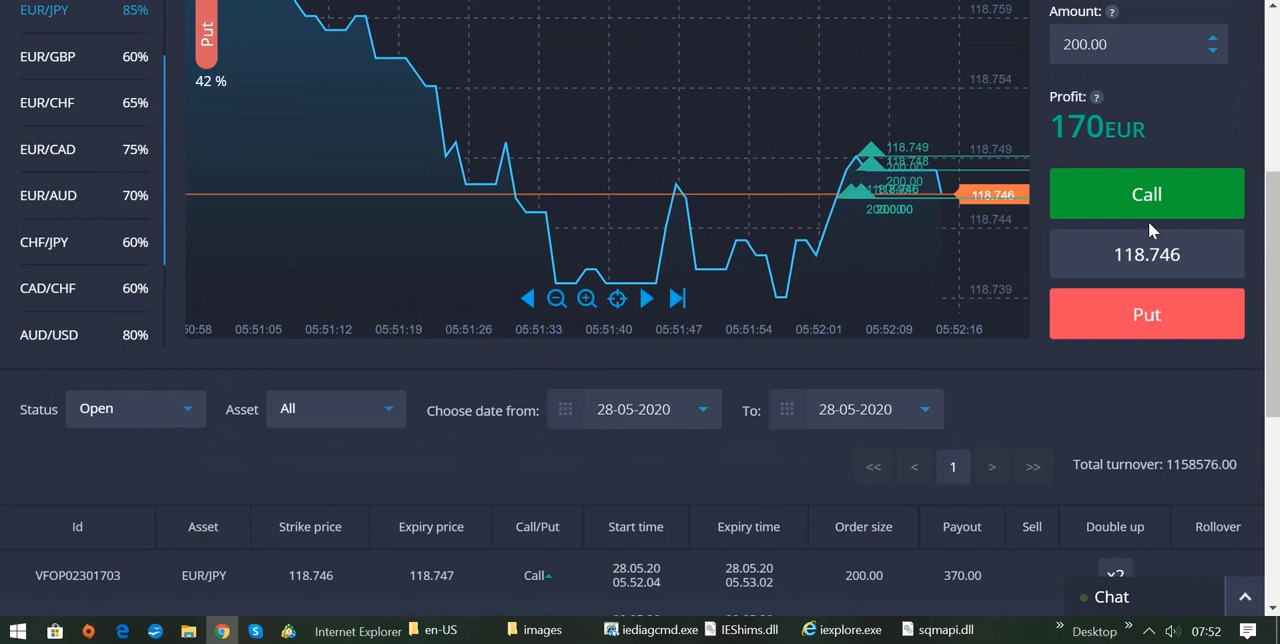 EUR/JPY 85%
EUR/GBP 60%
EUR/CHF 65%
EUR/CAD 75%
EUR/AUD 70%
CHF/JPY 60%
CAD/CHF 60%
AUD/USD 80%
Put
42 %
118.759
118.754
118.749
118.744
118.739
118.749
118.748
200.00
200.00
118.746
200.00
118.746
:50:58 05:51:05 05:51:12 05:51:19 05:51:26 05:51:33 05:51:40 05:51:47 05:51:54 05:52:01 05:52:09 05:52:16
Amount: ?
200.00
Profit: ?
170EUR
Call
118.746
Put
Status Open Asset All Choose date from: 28-05-2020 To: 28-05-2020
<< < 1 > >> Total turnover: 1158576.00
Id Asset Strike price Expiry price Call/Put Start time Expiry time Order size Payout Sell Double up Rollover
VFOP02301703 EUR/JPY 118.746 118.747 Call 28.05.20 05.52.04 28.05.20 05.53.02 200.00 370.00 x2
Chat
Internet Explorer en-US images iediagcmd.exe IEShims.dll iexplore.exe sqmapi.dll Desktop 07:52